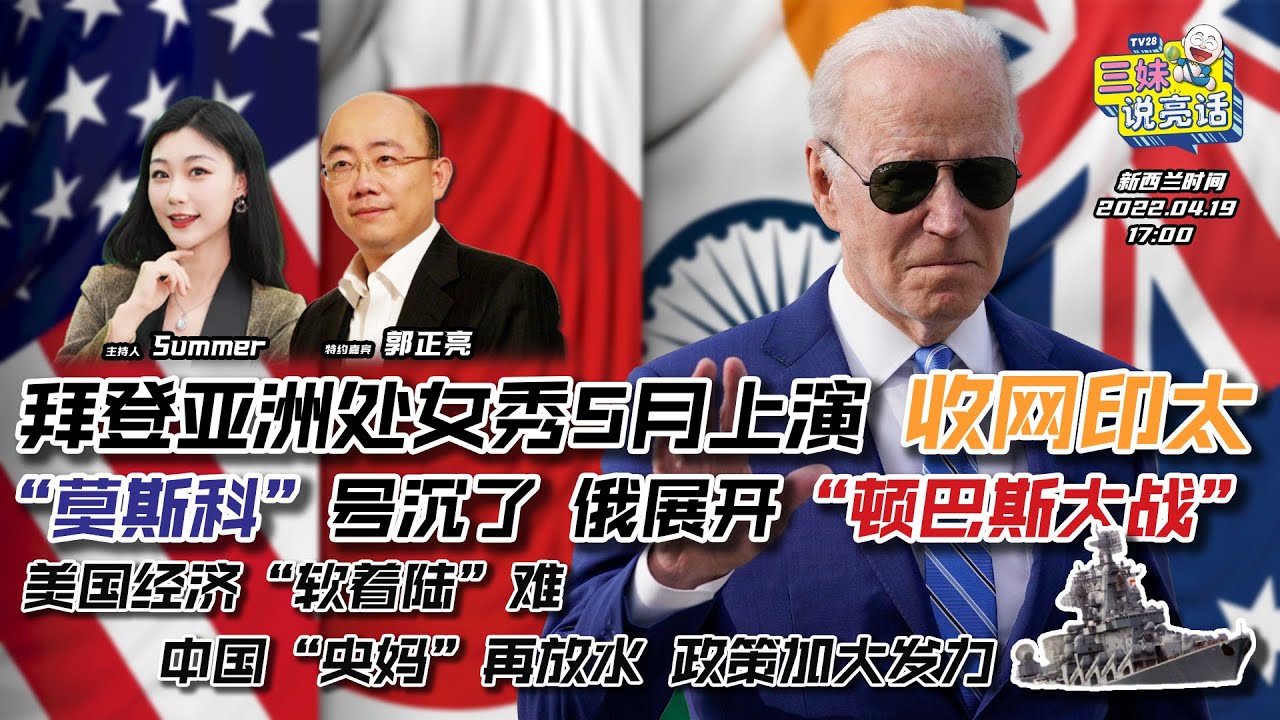 TV28
三妹
说亮话
新西兰时间
2022.04.19
17:00
主持人 Summer
特约嘉宾 郭正亮
拜登亚洲处女秀5月上演 收网印太
“莫斯科”号沉了 俄展开“顿巴斯大战”
美国经济“软着陆”难
中国“央妈”再放水 政策加大发力